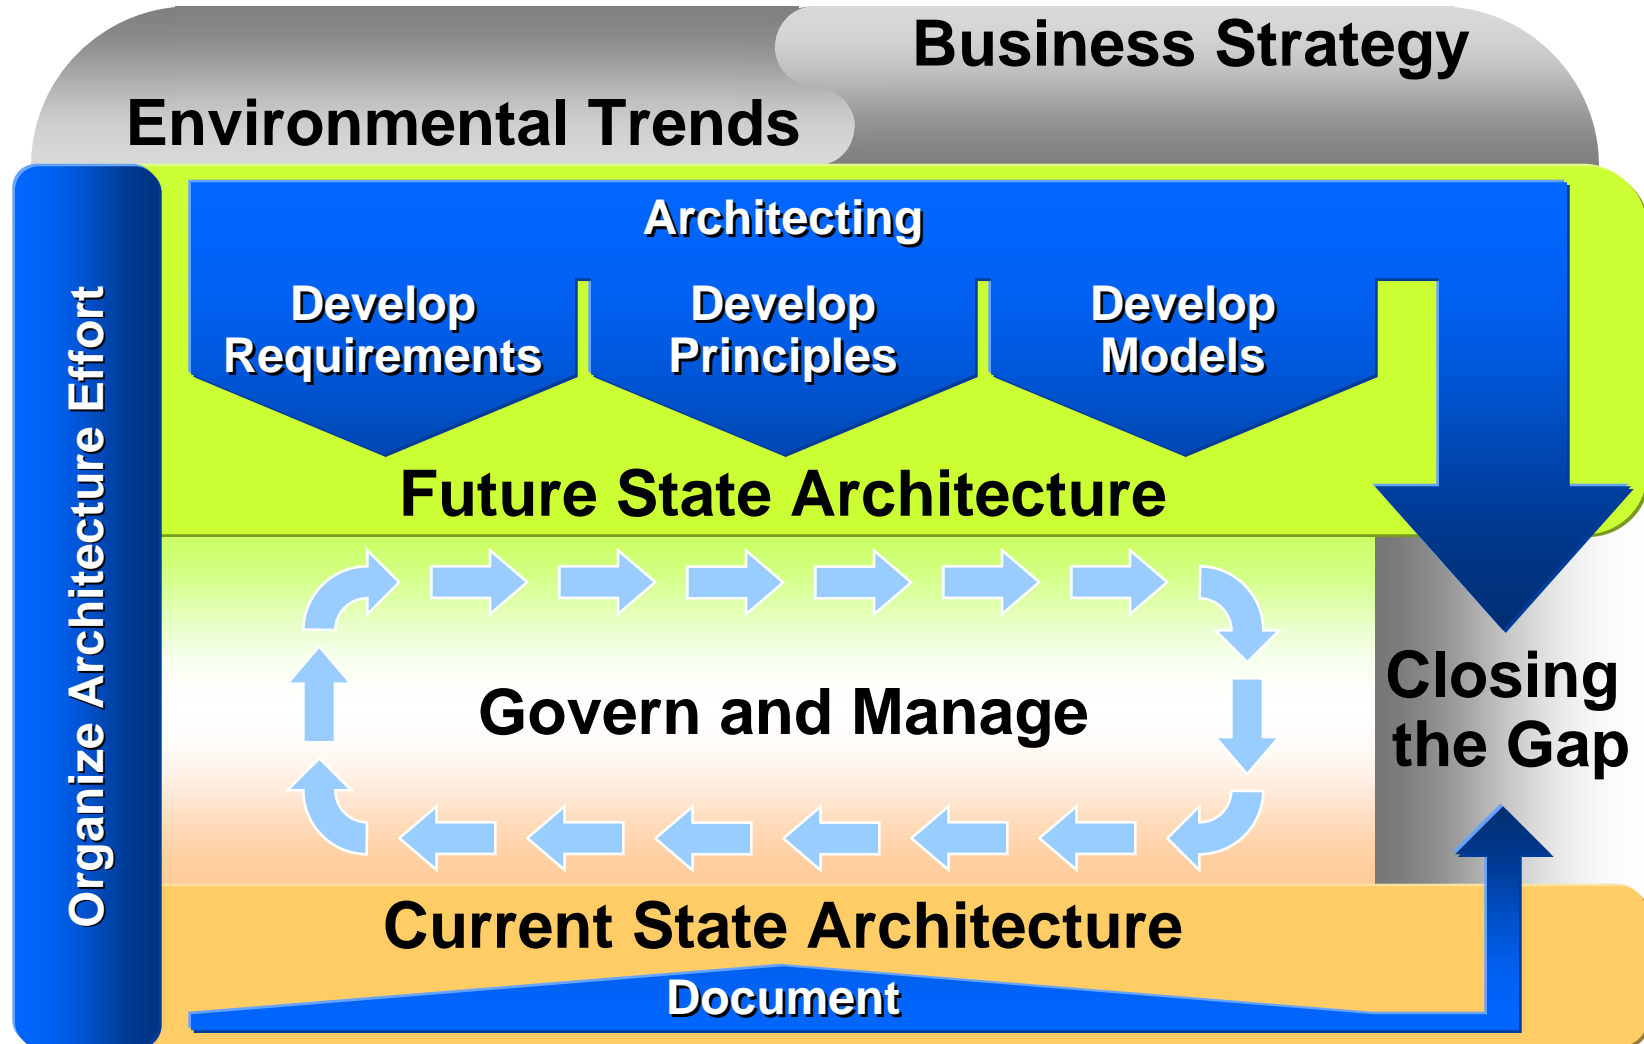 Business Strategy
Environmental Trends
Organize Architecture Effort
Architecting
Develop
Requirements
Develop
Principles
Develop
Models
Future State Architecture
Govern and Manage
Closing
the Gap
Current State Architecture
Document